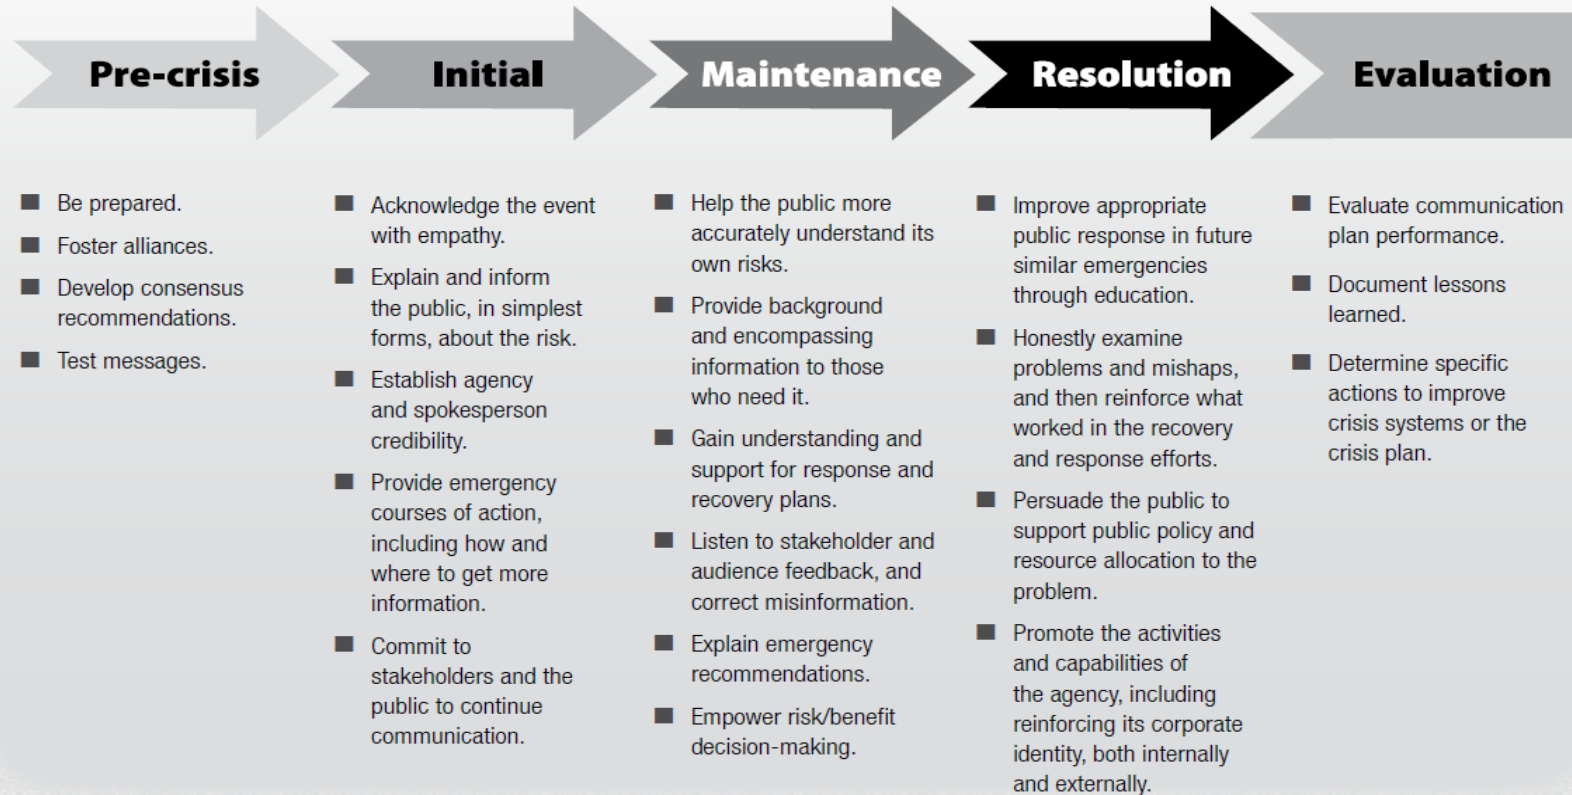 Pre-crisis
Initial
Maintenance
Resolution
Evaluation
Be prepared.
Foster alliances.
Develop consensus
recommendations.
Test messages.
Acknowledge the event
with empathy.
Explain and inform
the public, in simplest
forms, about the risk.
Establish agency
and spokesperson
credibility.
Provide emergency
courses of action,
including how and
where to get more
information.
Commit to
stakeholders and the
public to continue
communication.
Help the public more
accurately understand its
own risks.
Provide background
and encompassing
information to those
who need it.
Gain understanding and
support for response and
recovery plans.
Listen to stakeholder and
audience feedback, and
correct misinformation.
Explain emergency
recommendations.
Empower risk/benefit
decision-making.
Improve appropriate
public response in future
similar emergencies
through education.
Honestly examine
problems and mishaps,
and then reinforce what
worked in the recovery
and response efforts.
Persuade the public to
support public policy and
resource allocation to the
problem.
Promote the activities
and capabilities of
the agency, including
reinforcing its corporate
identity, both internally
and externally.
Evaluate communication
plan performance.
Document lessons
learned.
Determine specific
actions to improve
crisis systems or the
crisis plan.